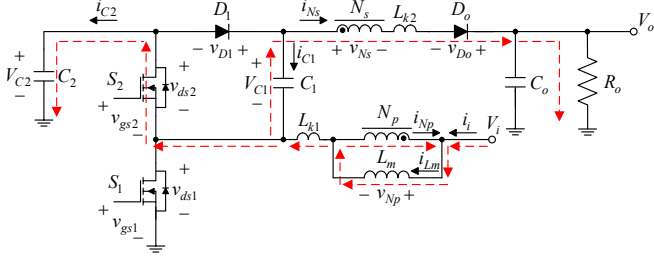 i_{C2} D_1 i_{Ns} N_s L_{k2} D_o V_o
+ − v_{D1} + i_{C1} + v_{Ns} − − v_{Do} +
V_{C2} C_2 S_2 + v_{ds2} − V_{C1} C_1 C_o R_o
− + v_{gs2} − + −
L_{k1} N_p i_{Np} i_i V_i
S_1 + v_{ds1} − L_m i_{Lm}
+ v_{gs1} − − v_{Np} +